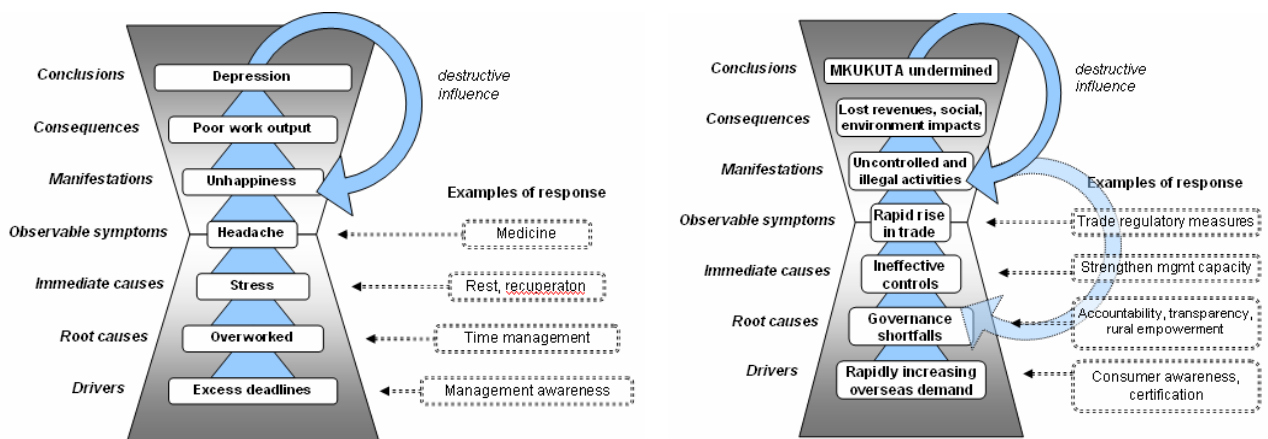 Conclusions
Depression
destructive
influence
Consequences
Poor work output
Manifestations
Unhappiness
Examples of response
Observable symptoms
Headache
Medicine
Immediate causes
Stress
Rest, recuperaton
Root causes
Overworked
Time management
Drivers
Excess deadlines
Management awareness
Conclusions
MKUKUTA undermined
destructive
influence
Consequences
Lost revenues, social,
environment impacts
Manifestations
Uncontrolled and
illegal activities
Examples of response
Observable symptoms
Rapid rise
in trade
Trade regulatory measures
Immediate causes
Ineffective
controls
Strengthen mgmt capacity
Root causes
Governance
shortfalls
Accountability, transparency,
rural empowerment
Drivers
Rapidly increasing
overseas demand
Consumer awareness,
certification